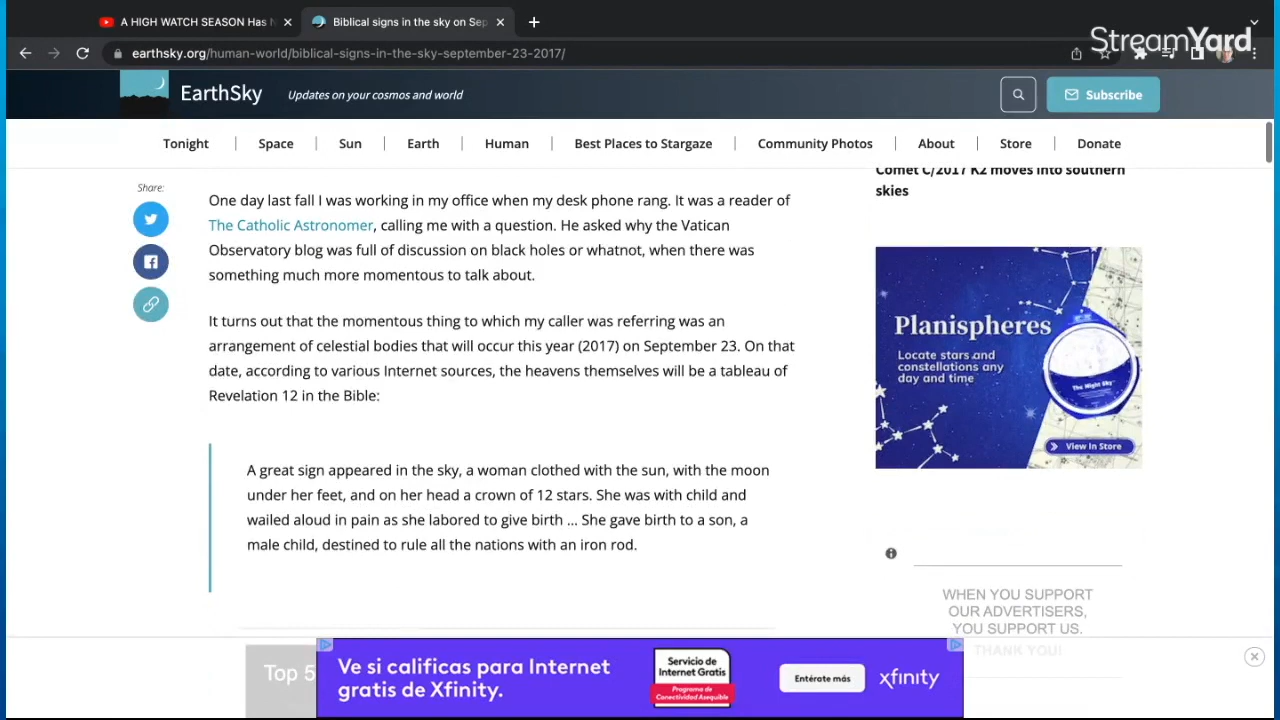 A HIGH WATCH SEASON Has
Biblical signs in the sky on Sep
StreamYard
earthsky.org/human-world/biblical-signs-in-the-sky-september-23-2017/
EarthSky
Updates on your cosmos and world
Subscribe
Tonight
Space
Sun
Earth
Human
Best Places to Stargaze
Community Photos
About
Store
Donate
Share:
One day last fall I was working in my office when my desk phone rang. It was a reader of
The Catholic Astronomer, calling me with a question. He asked why the Vatican
Observatory blog was full of discussion on black holes or whatnot, when there was
something much more momentous to talk about.
It turns out that the momentous thing to which my caller was referring was an
arrangement of celestial bodies that will occur this year (2017) on September 23. On that
date, according to various Internet sources, the heavens themselves will be a tableau of
Revelation 12 in the Bible:
A great sign appeared in the sky, a woman clothed with the sun, with the moon
under her feet, and on her head a crown of 12 stars. She was with child and
wailed aloud in pain as she labored to give birth ... She gave birth to a son, a
male child, destined to rule all the nations with an iron rod.
Comet C/2017 K2 moves into southern
skies
Planispheres
Locate stars and
constellations any
day and time
The Night Sky
View In Store
WHEN YOU SUPPORT
OUR ADVERTISERS,
YOU SUPPORT US.
THANK YOU!
Top 5
Ve si calificas para Internet
gratis de Xfinity.
Servicio de
Internet Gratis
Programa de
Conectividad Asequible
Entérate más
xfinity